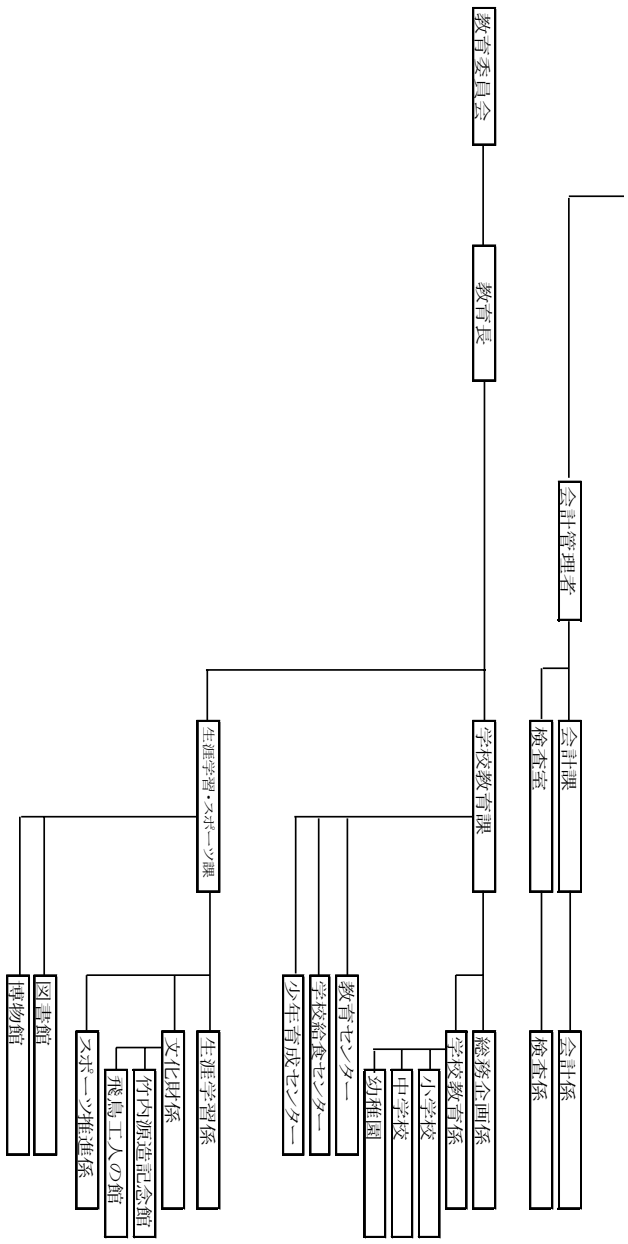 会計管理者
会計課
会計係
検査室
検査係
教育委員会
教育長
学校教育課
総務企画係
学校教育係
小学校
中学校
幼稚園
教育センター
学校給食センター
少年育成センター
生涯学習・スポーツ課
生涯学習係
文化財係
竹内源造記念館
飛鳥工人の館
スポーツ推進係
図書館
博物館